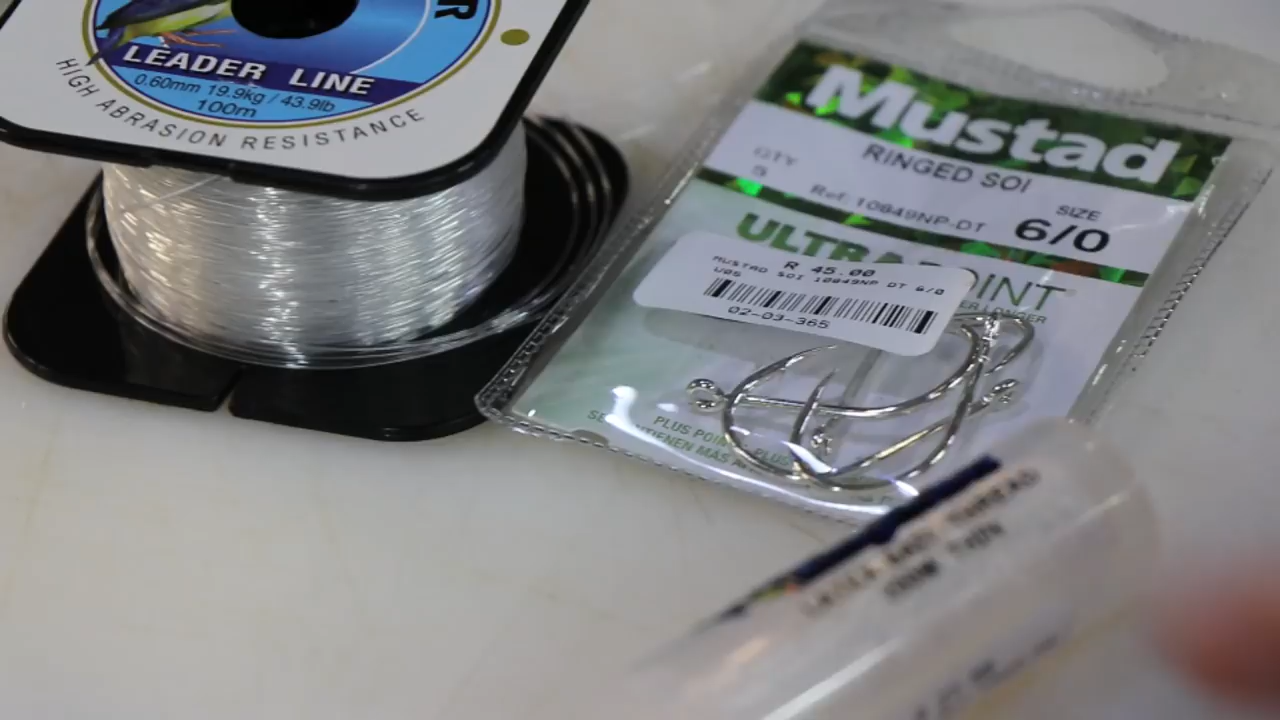 R
LEADER LINE
0.60mm 19.9kg / 43.9lb
100m
HIGH ABRASION RESISTANCE
Mustad
RINGED SOI
QTY
5
Ref: 10849NP-DT
SIZE
6/0
ULTRA POINT
R 45.00
MUSTAD SOI 10849NP DT 6/0
02-03-365
LONGER
PLUS